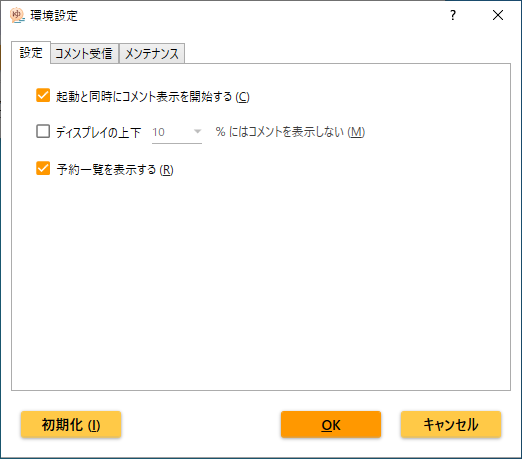 ゆ 環境設定 ?
設定 コメント受信 メンテナンス
起動と同時にコメント表示を開始する (C)
ディスプレイの上下 10 % にはコメントを表示しない (M)
予約一覧を表示する (R)
初期化 (I) OK キャンセル